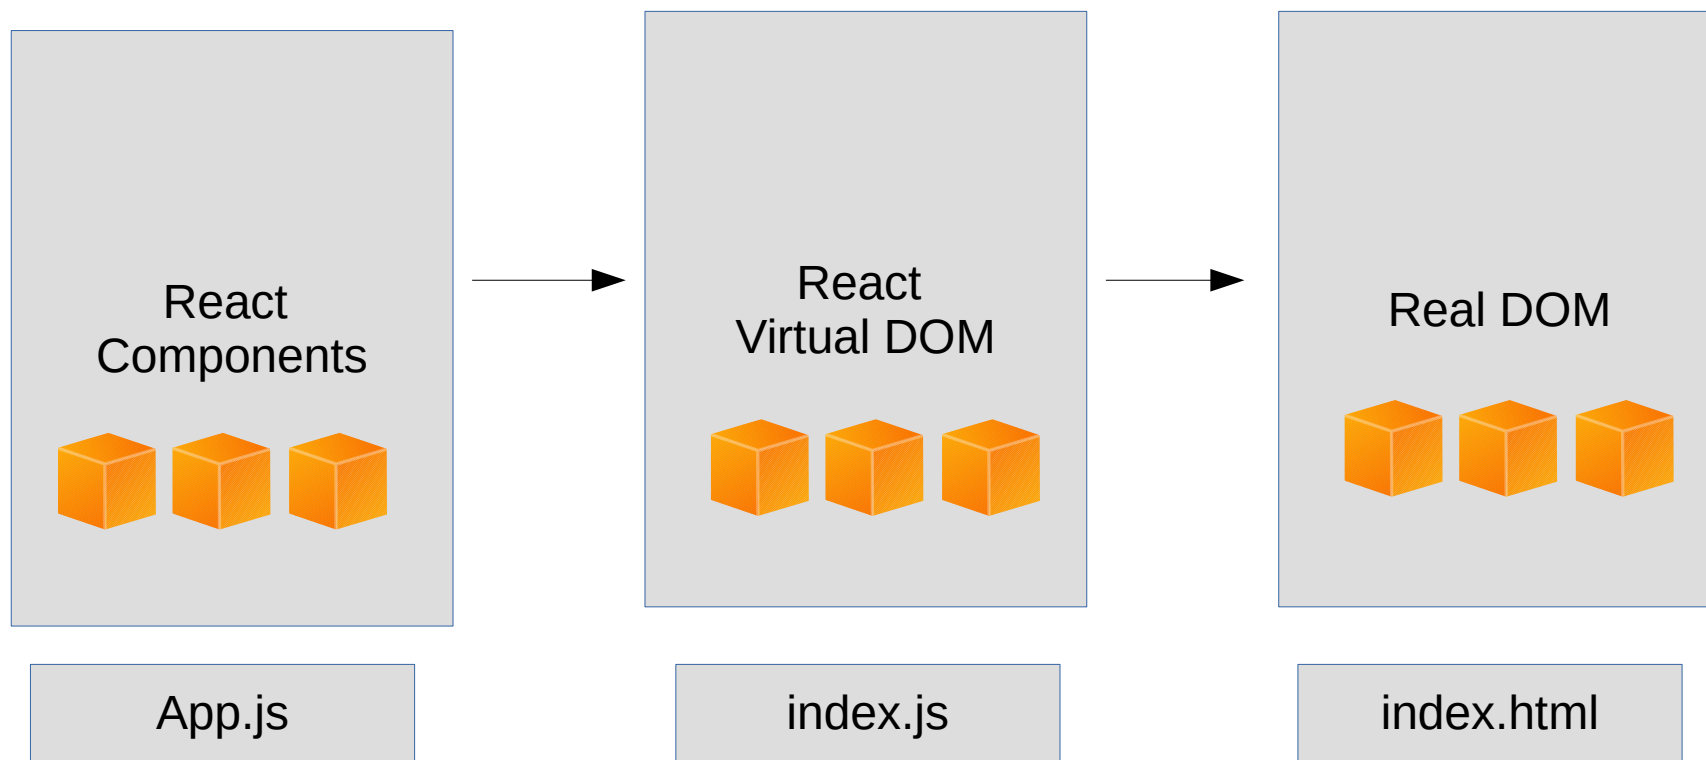 React
Components
React
Virtual DOM
Real DOM
App.js
index.js
index.html